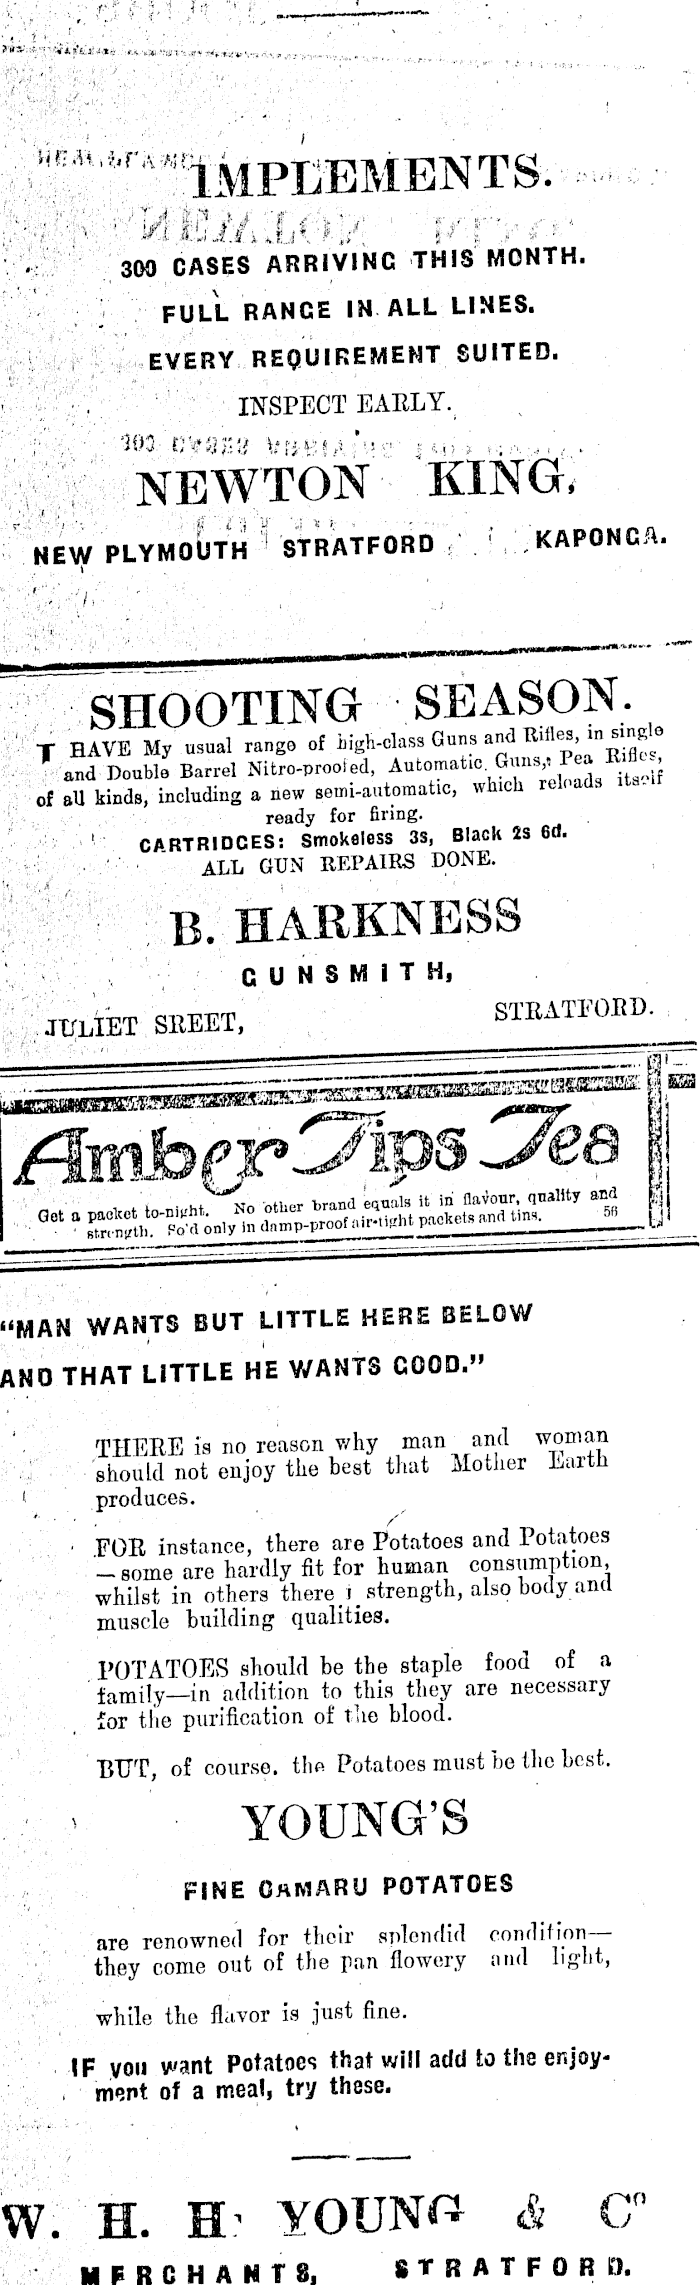 IMPLEMENTS.
300 CASES ARRIVING THIS MONTH.
FULL RANGE IN ALL LINES.
EVERY REQUIREMENT SUITED.
INSPECT EARLY.
NEWTON KING,
NEW PLYMOUTH STRATFORD KAPONGA.
SHOOTING SEASON.
I HAVE My usual range of high-class Guns and Rifles, in single
and Double Barrel Nitro-proofed, Automatic Guns, Pea Rifles,
of all kinds, including a new semi-automatic, which reloads itself
ready for firing.
CARTRIDGES: Smokeless 3s, Black 2s 6d.
ALL GUN REPAIRS DONE.
B. HARKNESS
GUNSMITH,
JULIET SREET, STRATFORD.
Amber Tips Tea
Get a packet to-night. No other brand equals it in flavour, quality and
strength. So'd only in damp-proof air-tight packets and tins. 56
"MAN WANTS BUT LITTLE HERE BELOW
AND THAT LITTLE HE WANTS GOOD."
THERE is no reason why man and woman
should not enjoy the best that Mother Earth
produces.
FOR instance, there are Potatoes and Potatoes
—some are hardly fit for human consumption,
whilst in others there i strength, also body and
muscle building qualities.
POTATOES should be the staple food of a
family—in addition to this they are necessary
for the purification of the blood.
BUT, of course, the Potatoes must be the best.
YOUNG'S
FINE OAMARU POTATOES
are renowned for their splendid condition—
they come out of the pan flowery and light,
while the flavor is just fine.
IF you want Potatoes that will add to the enjoy-
ment of a meal, try these.
W. H. H. YOUNG & Co
MERCHANTS, STRATFORD.